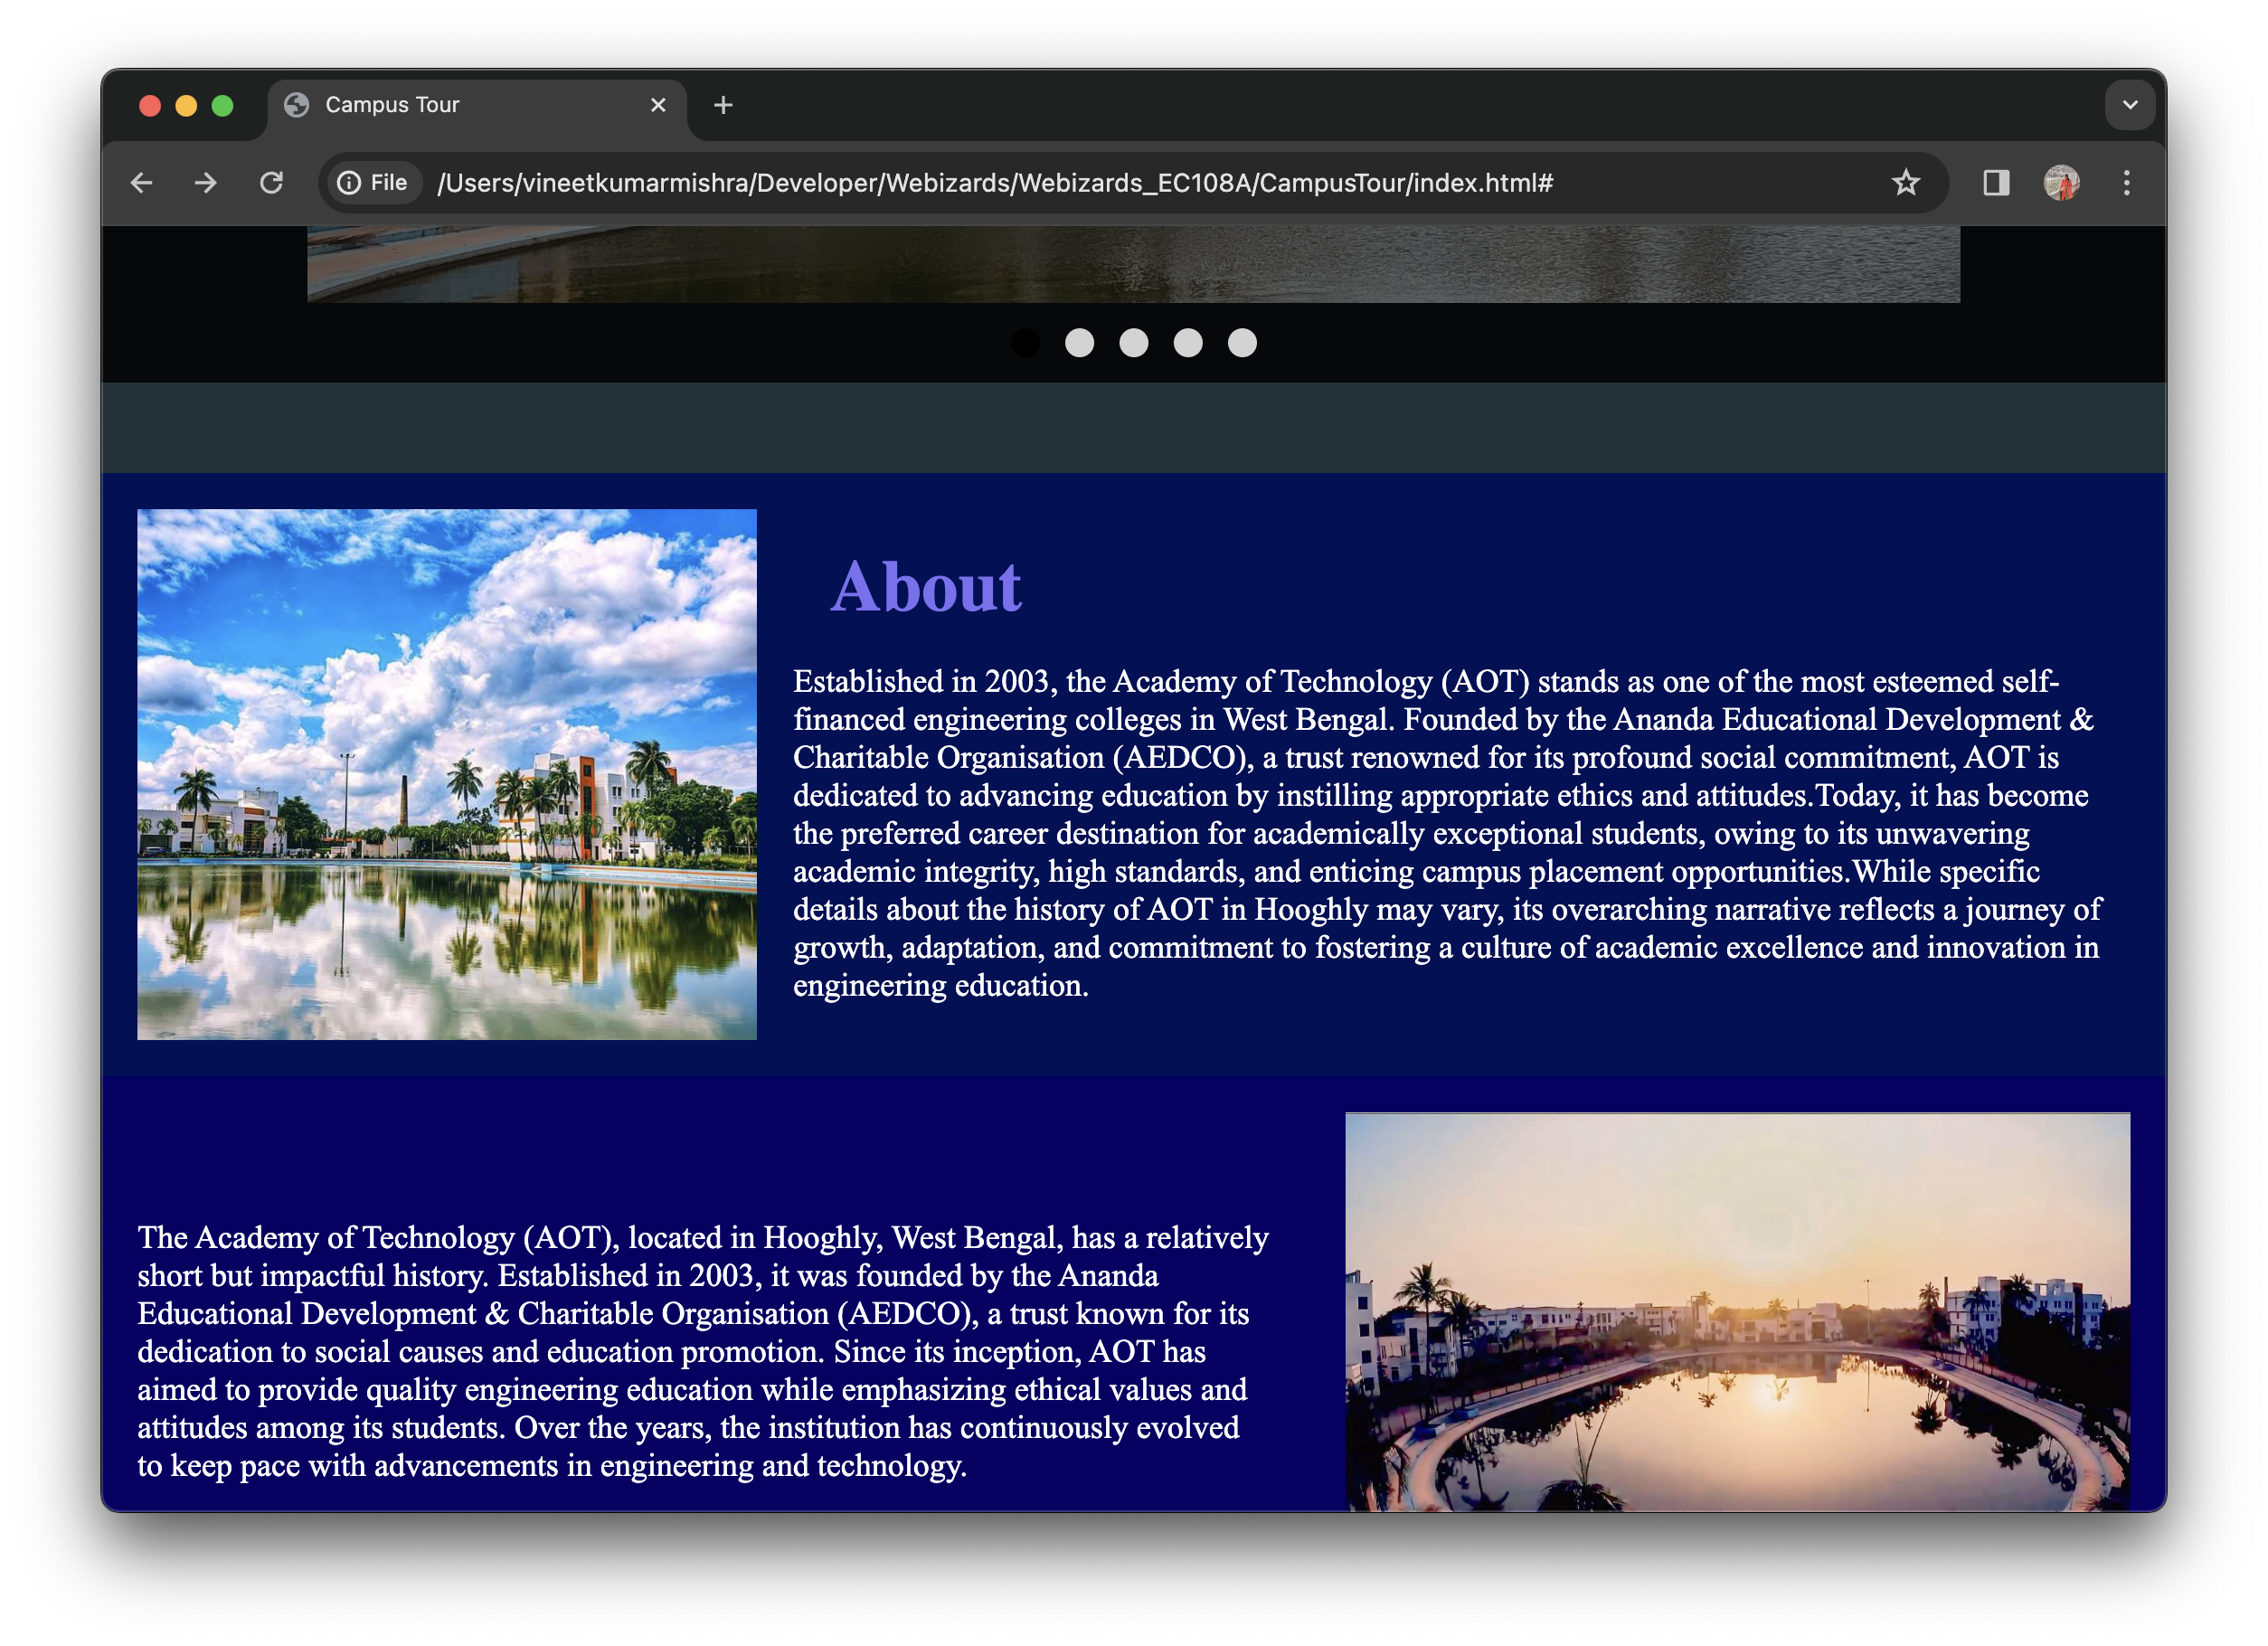 Campus Tour
File
/Users/vineetkumarmishra/Developer/Webizards/Webizards_EC108A/CampusTour/index.html#
About
Established in 2003, the Academy of Technology (AOT) stands as one of the most esteemed self-
financed engineering colleges in West Bengal. Founded by the Ananda Educational Development &
Charitable Organisation (AEDCO), a trust renowned for its profound social commitment, AOT is
dedicated to advancing education by instilling appropriate ethics and attitudes.Today, it has become
the preferred career destination for academically exceptional students, owing to its unwavering
academic integrity, high standards, and enticing campus placement opportunities.While specific
details about the history of AOT in Hooghly may vary, its overarching narrative reflects a journey of
growth, adaptation, and commitment to fostering a culture of academic excellence and innovation in
engineering education.
The Academy of Technology (AOT), located in Hooghly, West Bengal, has a relatively
short but impactful history. Established in 2003, it was founded by the Ananda
Educational Development & Charitable Organisation (AEDCO), a trust known for its
dedication to social causes and education promotion. Since its inception, AOT has
aimed to provide quality engineering education while emphasizing ethical values and
attitudes among its students. Over the years, the institution has continuously evolved
to keep pace with advancements in engineering and technology.